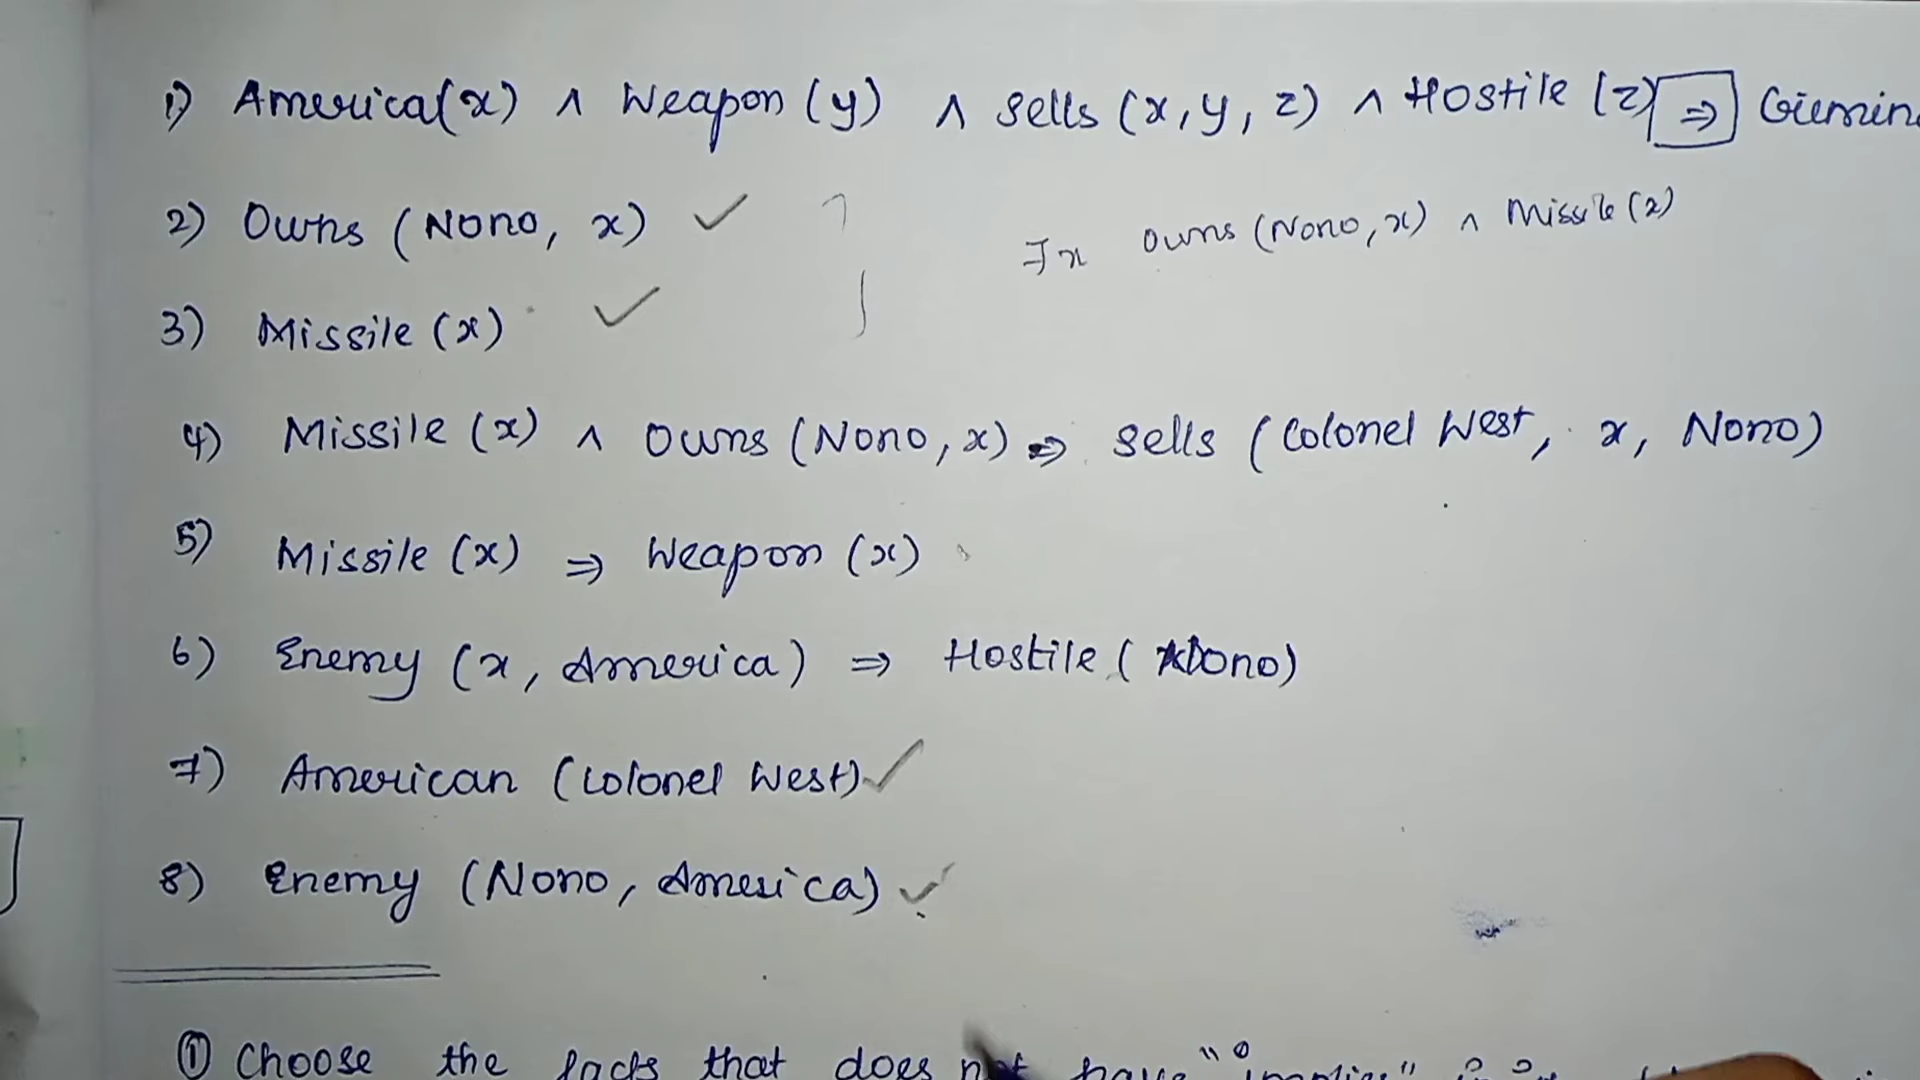 1) America(x) ∧ Weapon (y) ∧ sells (x, y, z) ∧ Hostile (z) ⇒
2) Owns (Nono, x) ✓
∃x Owns (Nono, x) ∧ Missile (x)
3) Missile (x) ✓
4) Missile (x) ∧ Owns (Nono, x) ⇒ sells (Colonel West, x, Nono)
5) Missile (x) ⇒ Weapon (x)
6) Enemy (x, America) ⇒ Hostile (Nono)
7) American (Colonel West) ✓
8) Enemy (Nono, America) ✓
① Choose the facts that does not have